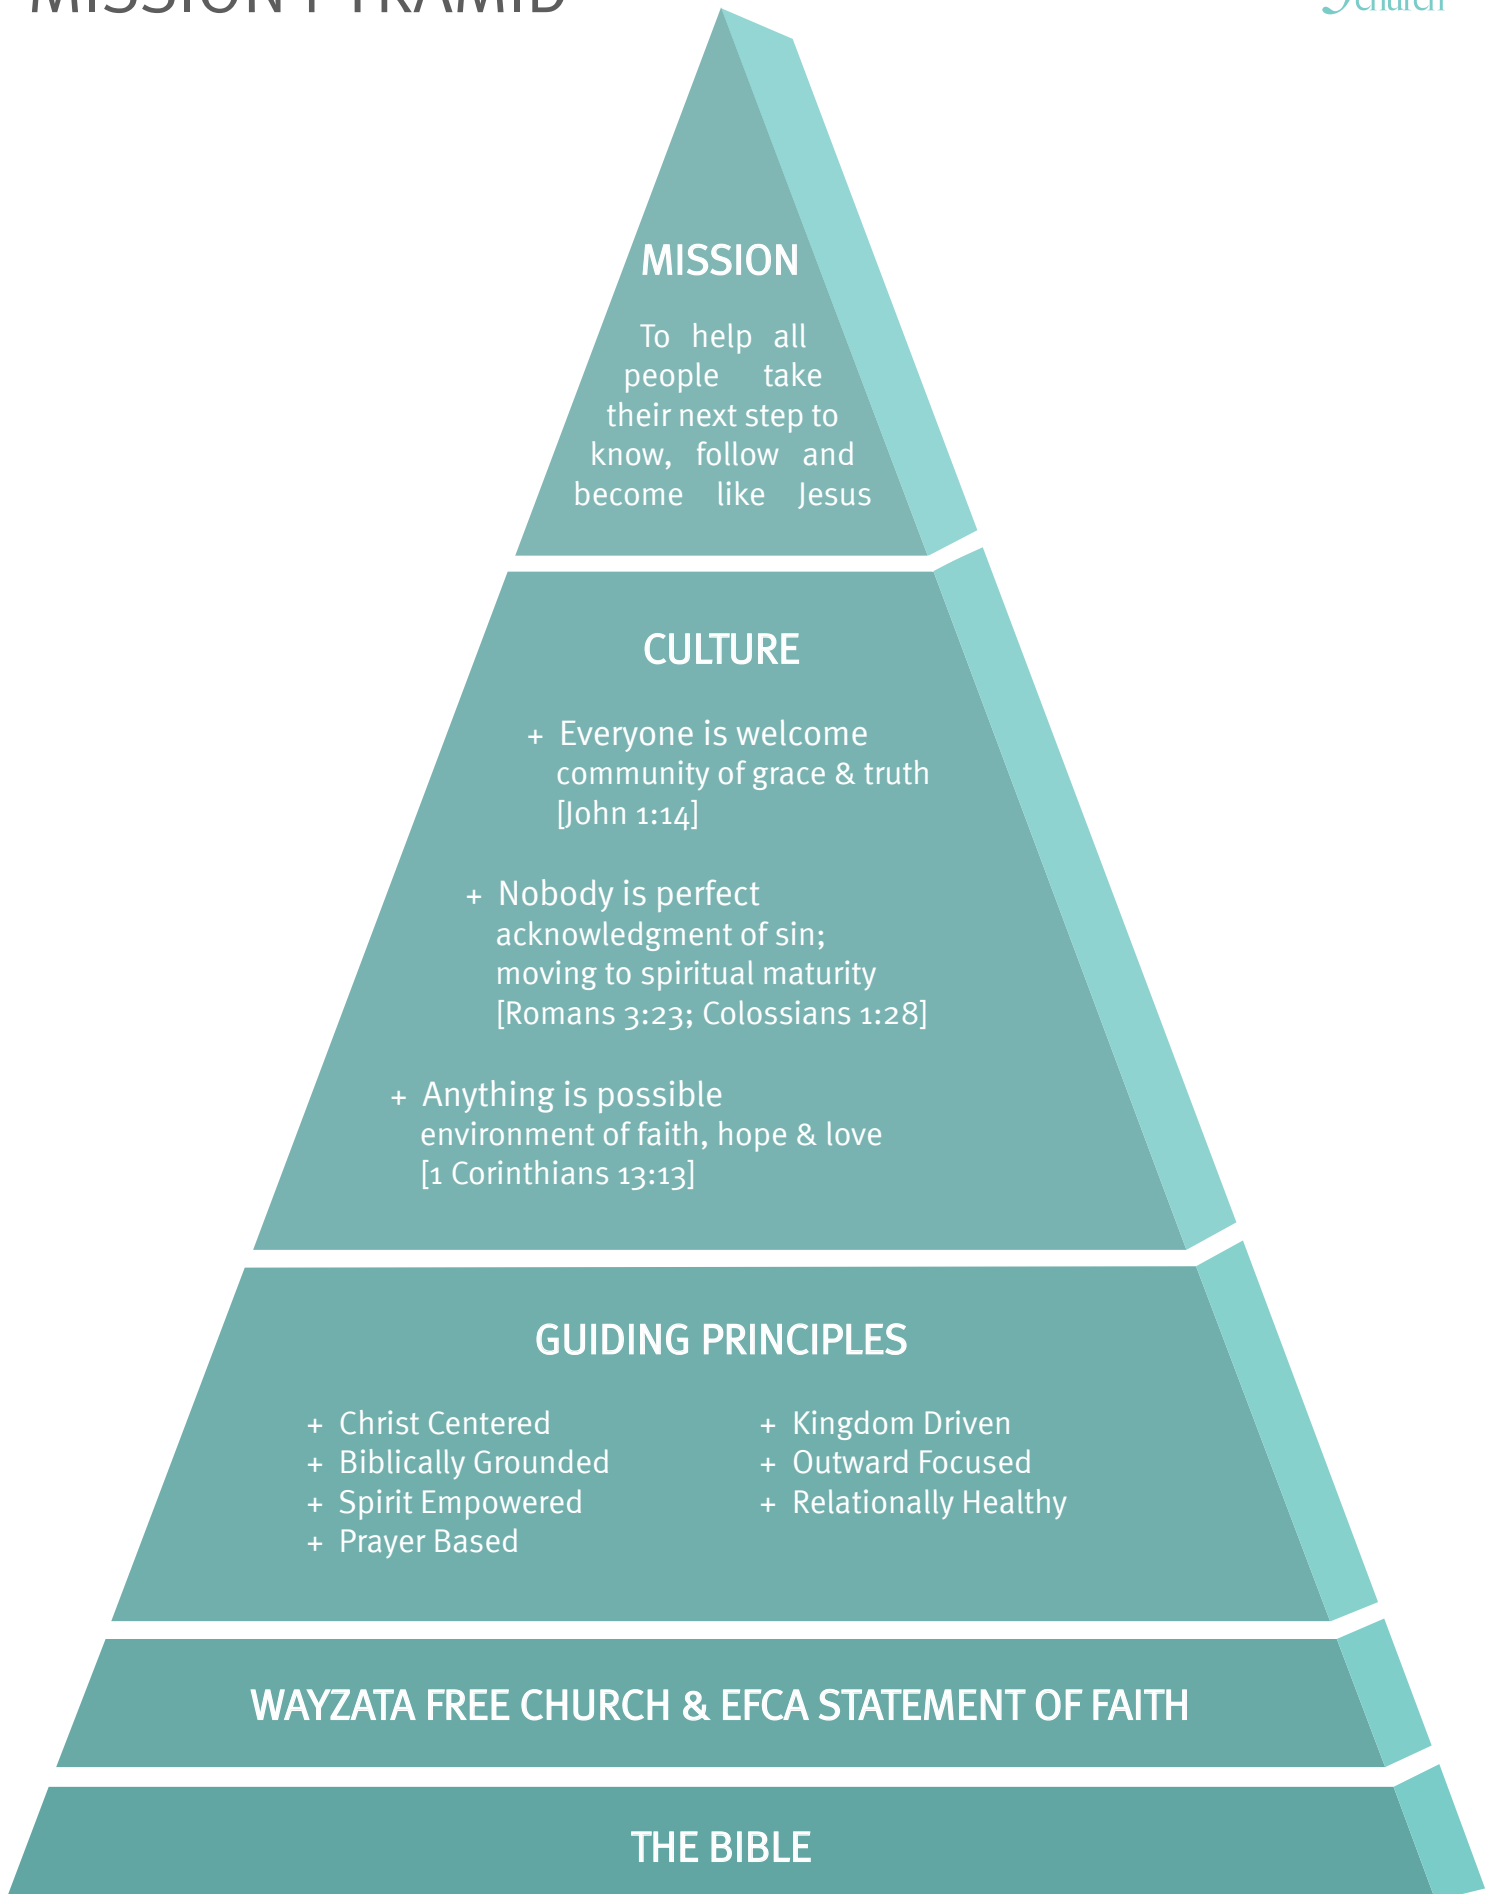 MISSION PYRAMID
church
MISSION
To help all
people take
their next step to
know, follow and
become like Jesus
CULTURE
+ Everyone is welcome
community of grace & truth
[John 1:14]
+ Nobody is perfect
acknowledgment of sin;
moving to spiritual maturity
[Romans 3:23; Colossians 1:28]
+ Anything is possible
environment of faith, hope & love
[1 Corinthians 13:13]
GUIDING PRINCIPLES
+ Christ Centered
+ Biblically Grounded
+ Spirit Empowered
+ Prayer Based
+ Kingdom Driven
+ Outward Focused
+ Relationally Healthy
WAYZATA FREE CHURCH & EFCA STATEMENT OF FAITH
THE BIBLE